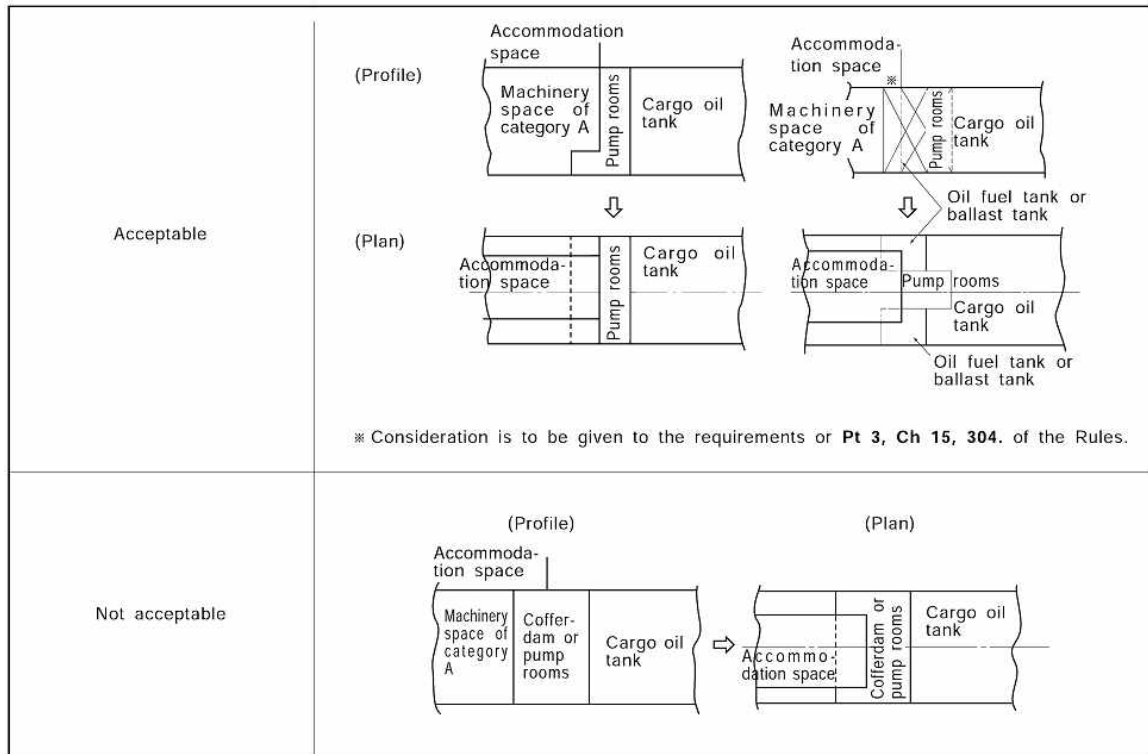 Acceptable
(Profile)
Accommodation
space
Machinery
space of
category A
Pump rooms
Cargo oil
tank
Accommoda-
tion space
※
Machinery
space of
category A
Pump rooms
Cargo oil
tank
Oil fuel tank or
ballast tank
(Plan)
Accommoda-
tion space
Pump rooms
Cargo oil
tank
Accommoda-
tion space
Pump rooms
Cargo oil
tank
Oil fuel tank or
ballast tank
※ Consideration is to be given to the requirements or Pt 3, Ch 15, 304. of the Rules.
Not acceptable
(Profile)
Accommoda-
tion space
Machinery
space of
category
A
Coffer-
dam or
pump
rooms
Cargo oil
tank
(Plan)
Accommo-
dation space
Cofferdam or
pump rooms
Cargo oil
tank